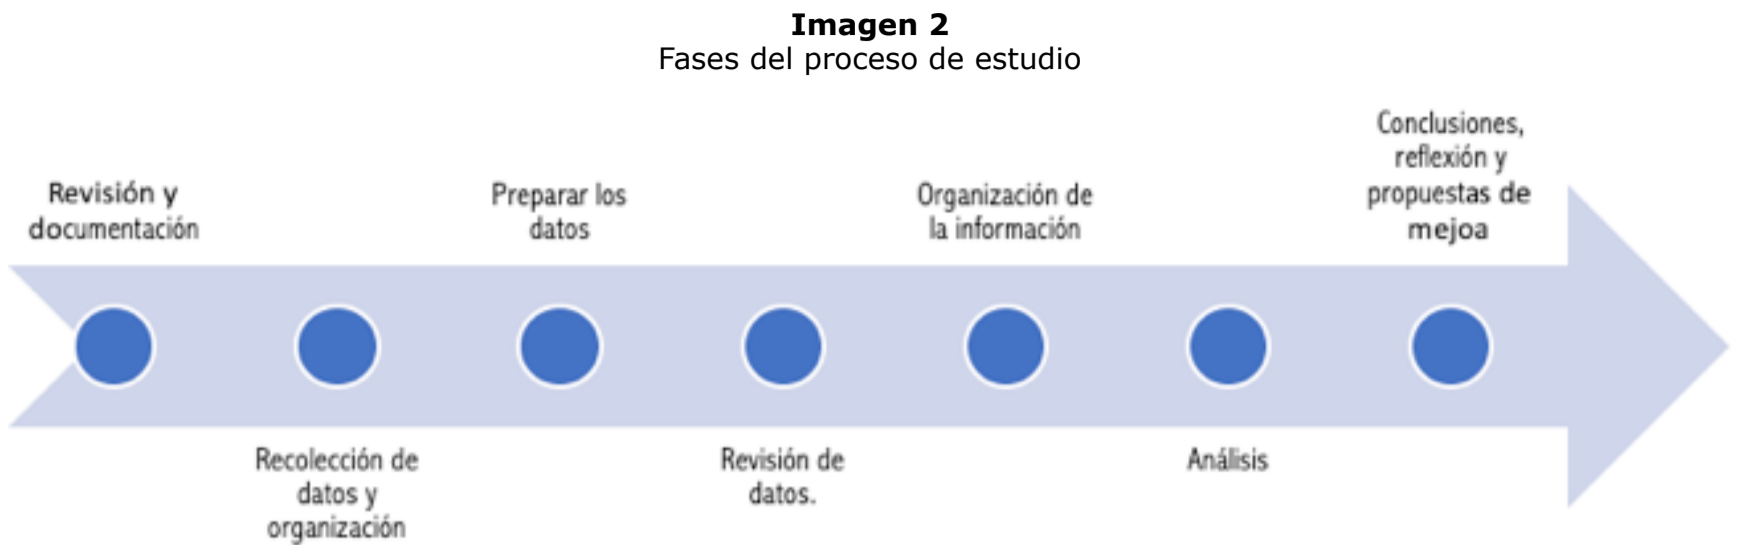 Imagen 2
Fases del proceso de estudio
Revisión y
documentación
Recolección de
datos y
organización
Preparar los
datos
Revisión de
datos.
Organización de
la información
Análisis
Conclusiones,
reflexión y
propuestas de
mejoa